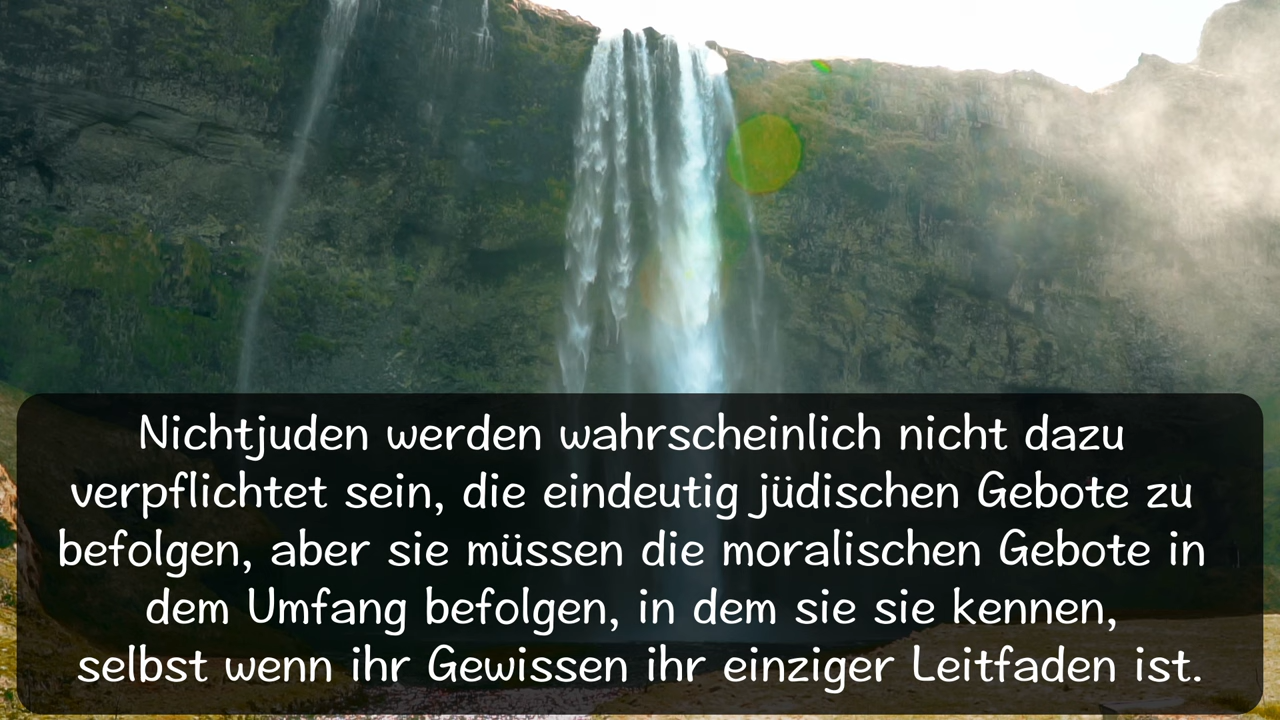 Nichtjuden werden wahrscheinlich nicht dazu
verpflichtet sein, die eindeutig jüdischen Gebote zu
befolgen, aber sie müssen die moralischen Gebote in
dem Umfang befolgen, in dem sie sie kennen,
selbst wenn ihr Gewissen ihr einziger Leitfaden ist.